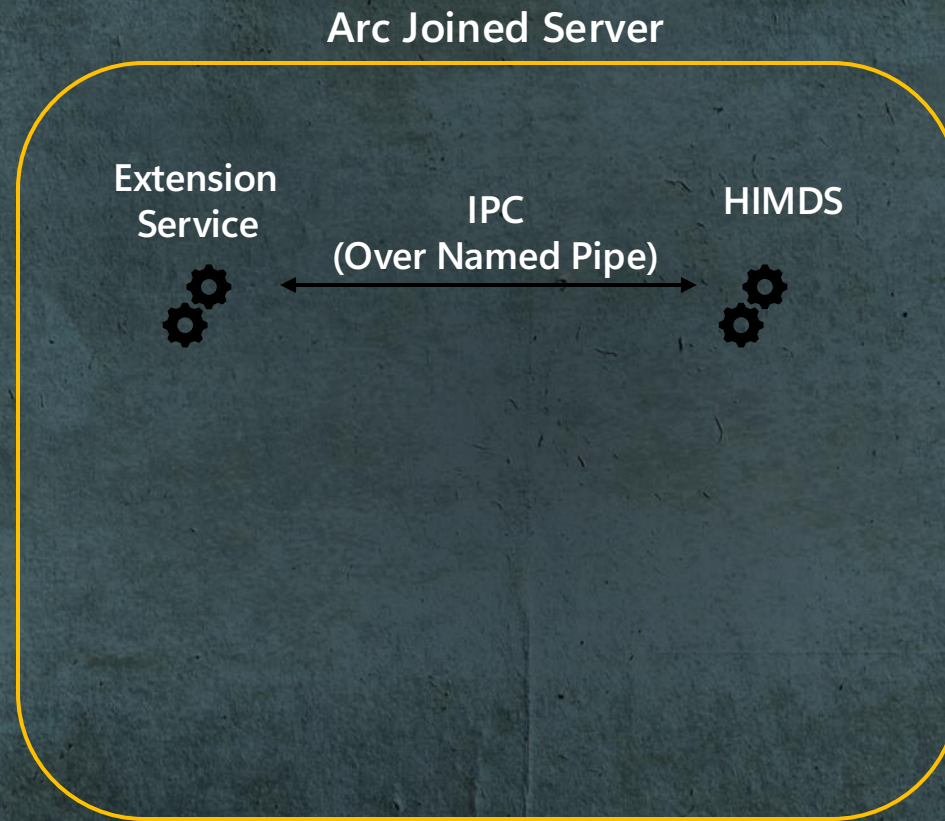 Arc Joined Server
Extension
Service
IPC
(Over Named Pipe)
HIMDS